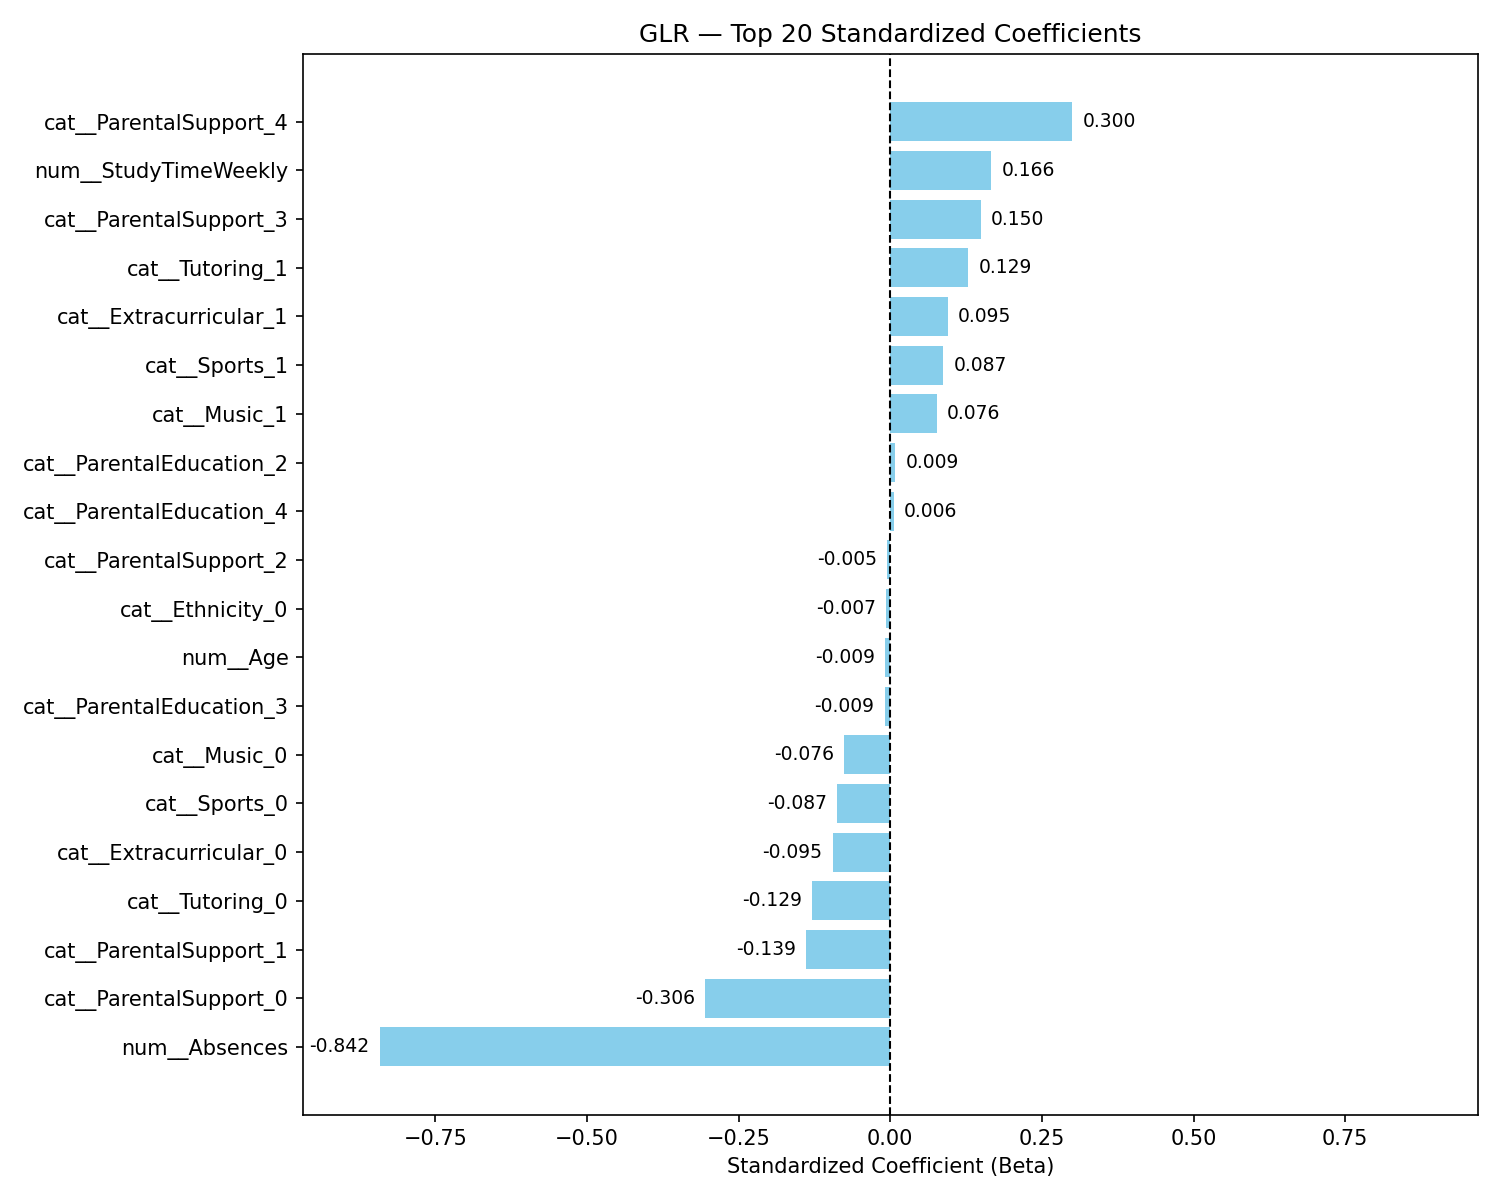 GLR — Top 20 Standardized Coefficients
cat__ParentalSupport_4 0.300
num__StudyTimeWeekly 0.166
cat__ParentalSupport_3 0.150
cat__Tutoring_1 0.129
cat__Extracurricular_1 0.095
cat__Sports_1 0.087
cat__Music_1 0.076
cat__ParentalEducation_2 0.009
cat__ParentalEducation_4 0.006
cat__ParentalSupport_2 -0.005
cat__Ethnicity_0 -0.007
num__Age -0.009
cat__ParentalEducation_3 -0.009
cat__Music_0 -0.076
cat__Sports_0 -0.087
cat__Extracurricular_0 -0.095
cat__Tutoring_0 -0.129
cat__ParentalSupport_1 -0.139
cat__ParentalSupport_0 -0.306
num__Absences -0.842
−0.75 −0.50 −0.25 0.00 0.25 0.50 0.75
Standardized Coefficient (Beta)